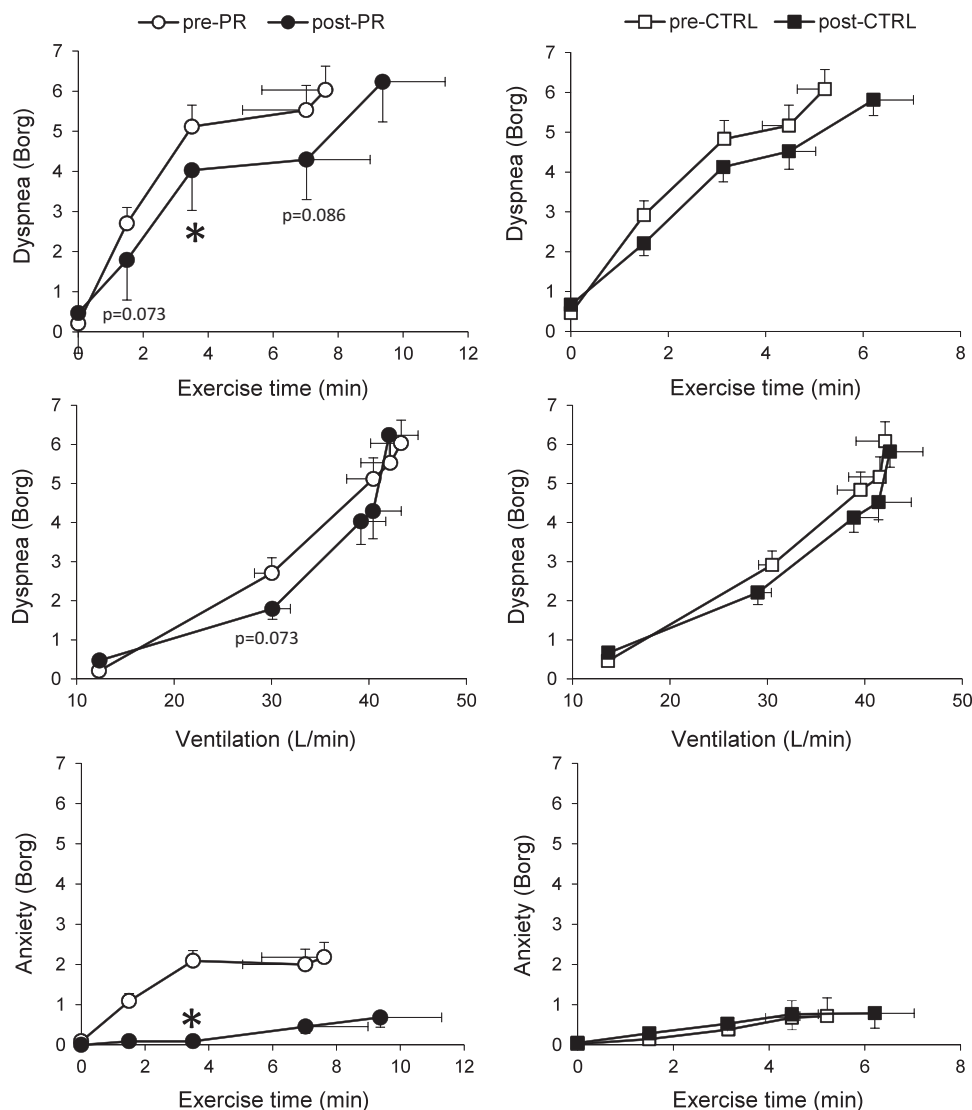 pre-PR post-PR
pre-CTRL post-CTRL
7
6
5
4
3
2
1
0
Dyspnea (Borg)
p=0.073
*
p=0.086
0 2 4 6 8 10 12
Exercise time (min)
7
6
5
4
3
2
1
0
Dyspnea (Borg)
0 2 4 6 8
Exercise time (min)
7
6
5
4
3
2
1
0
Dyspnea (Borg)
p=0.073
10 20 30 40 50
Ventilation (L/min)
7
6
5
4
3
2
1
0
Dyspnea (Borg)
10 20 30 40 50
Ventilation (L/min)
7
6
5
4
3
2
1
0
Anxiety (Borg)
*
0 2 4 6 8 10 12
Exercise time (min)
7
6
5
4
3
2
1
0
Anxiety (Borg)
0 2 4 6 8
Exercise time (min)